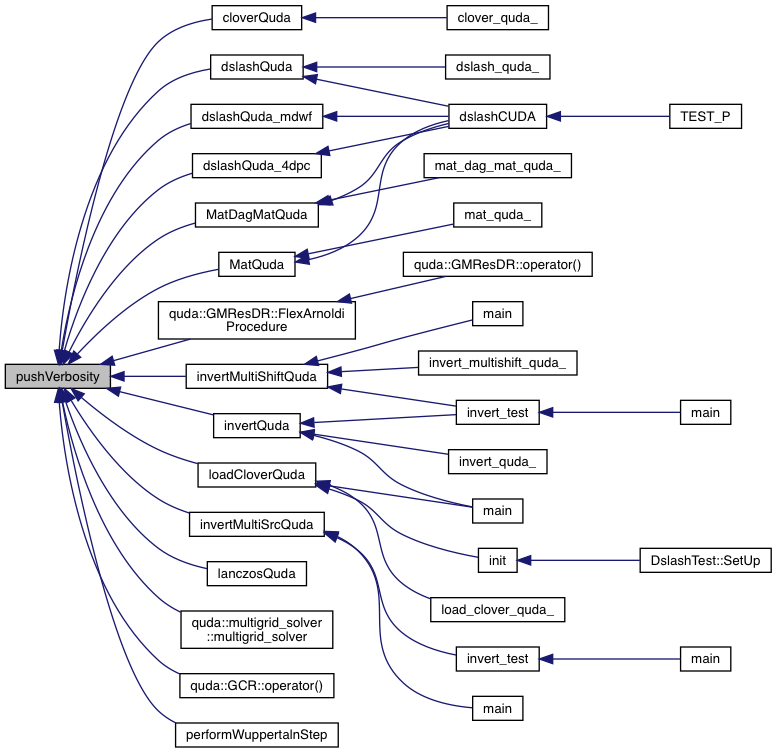 cloverQuda
clover_quda_
dslashQuda
dslash_quda_
dslashQuda_mdwf
dslashCUDA
TEST_P
dslashQuda_4dpc
mat_dag_mat_quda_
MatDagMatQuda
mat_quda_
MatQuda
quda::GMResDR::operator()
quda::GMResDR::FlexArnoldi
Procedure
main
invertMultiShiftQuda
invert_multishift_quda_
pushVerbosity
invert_test
main
invertQuda
invert_quda_
loadCloverQuda
main
invertMultiSrcQuda
init
DslashTest::SetUp
lanczosQuda
load_clover_quda_
quda::multigrid_solver
::multigrid_solver
invert_test
main
quda::GCR::operator()
main
performWuppertalnStep